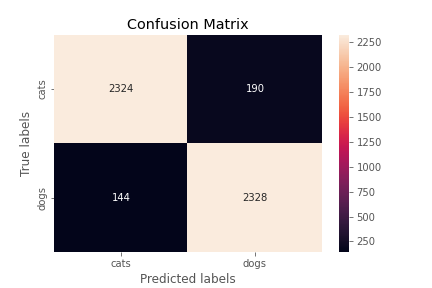 Confusion Matrix
True labels
cats
dogs
2324 190
144 2328
cats dogs
Predicted labels
2250
2000
1750
1500
1250
1000
750
500
250